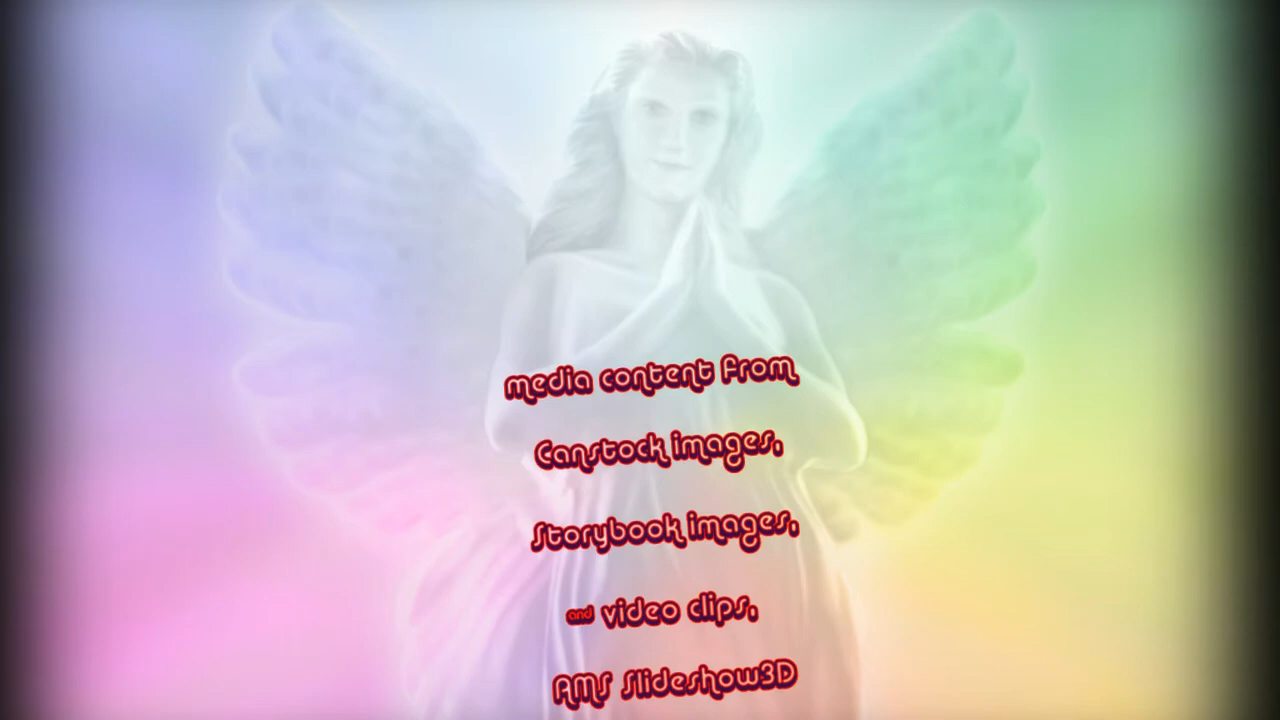 media content from
Canstock images,
Storybook images,
and video clips,
AMS Slideshow3D